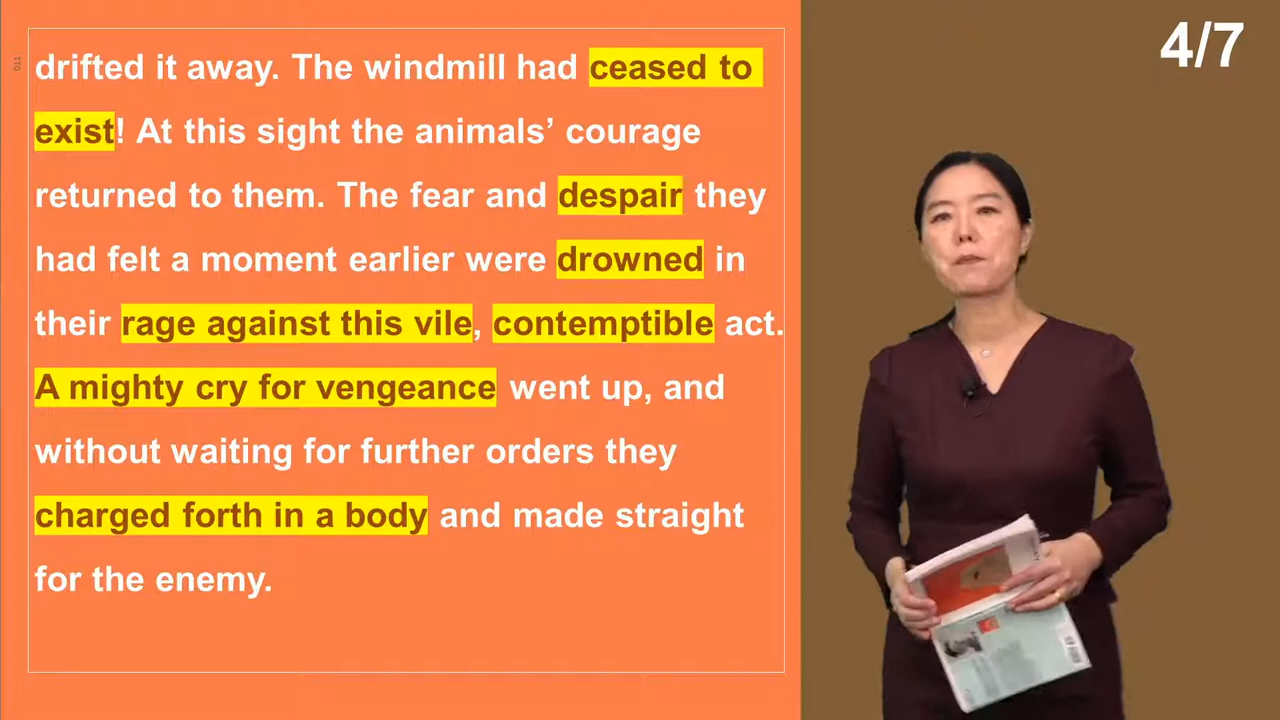 4/7
drifted it away. The windmill had ceased to
exist! At this sight the animals’ courage
returned to them. The fear and despair they
had felt a moment earlier were drowned in
their rage against this vile, contemptible act.
A mighty cry for vengeance went up, and
without waiting for further orders they
charged forth in a body and made straight
for the enemy.